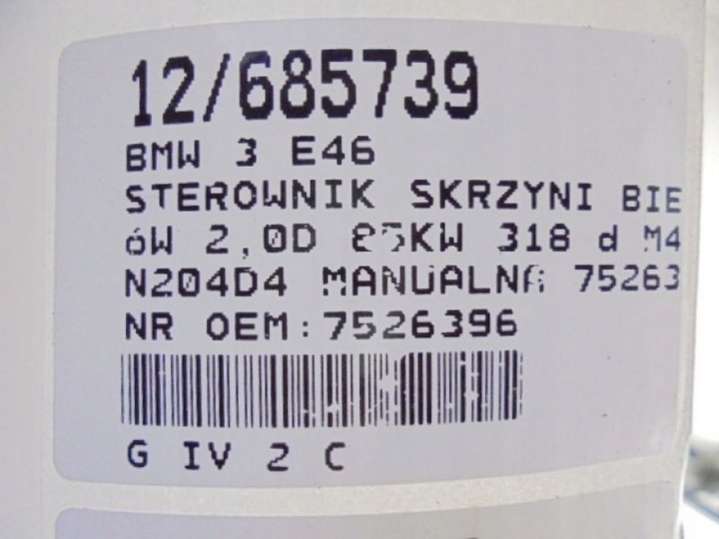 12/685739
BMW 3 E46
STEROWNIK SKRZYNI BIE
óW 2,0D 85KW 318 d M4
N204D4 MANUALNA 75263
NR OEM:7526396
G IV 2 C